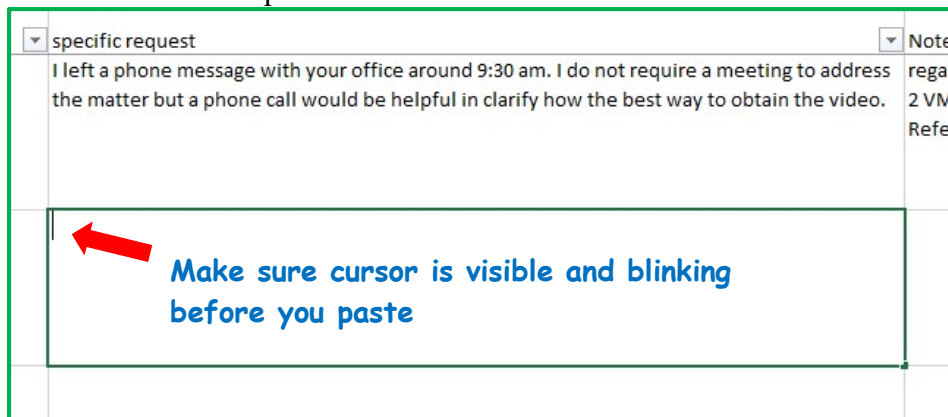 specific request
Note
I left a phone message with your office around 9:30 am. I do not require a meeting to address
the matter but a phone call would be helpful in clarify how the best way to obtain the video.
rega
2 VM
Refe
Make sure cursor is visible and blinking
before you paste